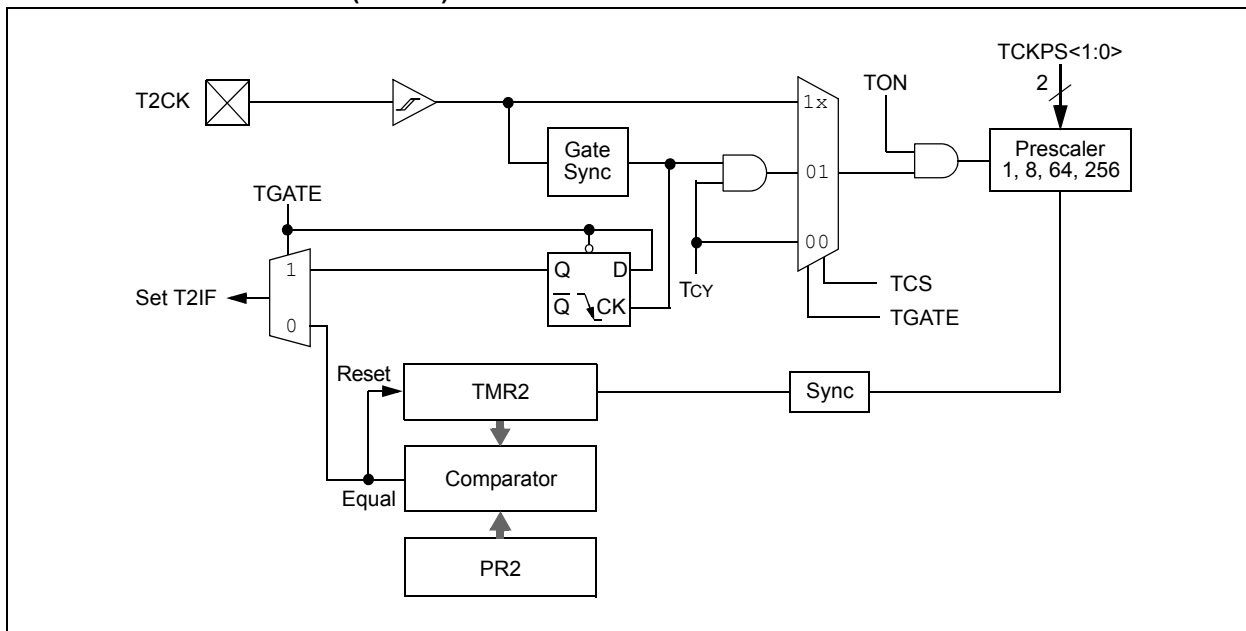 TCKPS<1:0>
2
T2CK
TON
1x
Gate
Sync
Prescaler
1, 8, 64, 256
01
TGATE
00
1
Q
D
TCY
TCS
Set T2IF
Q
CK
TGATE
0
Reset
TMR2
Sync
Equal
Comparator
PR2